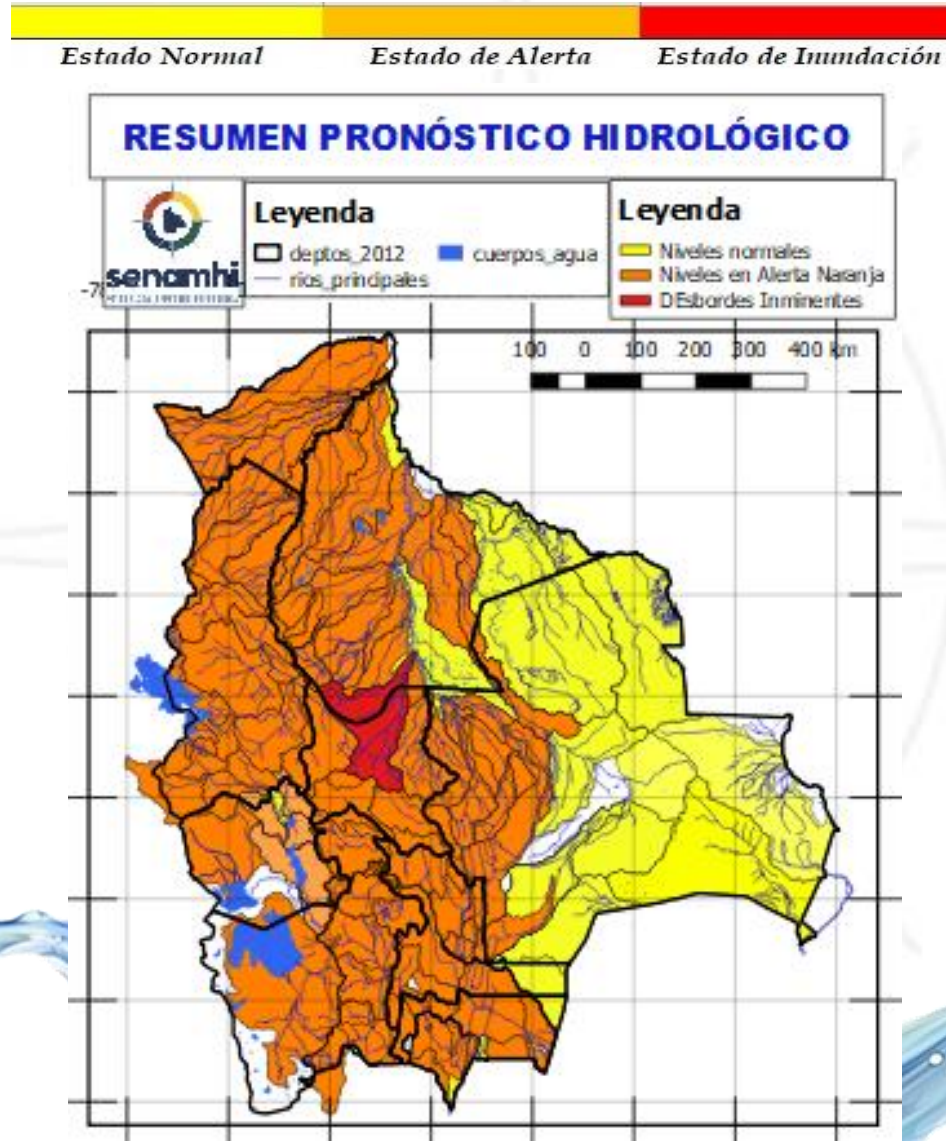 Estado Normal Estado de Alerta Estado de Inundación
RESUMEN PRONÓSTICO HIDROLÓGICO
senamhi
Leyenda
deptos_2012 cuerpos_agua
rios_principales
Leyenda
Niveles normales
Niveles en Alerta Naranja
DEsbordes Inminentes
100 0 100 200 300 400 km